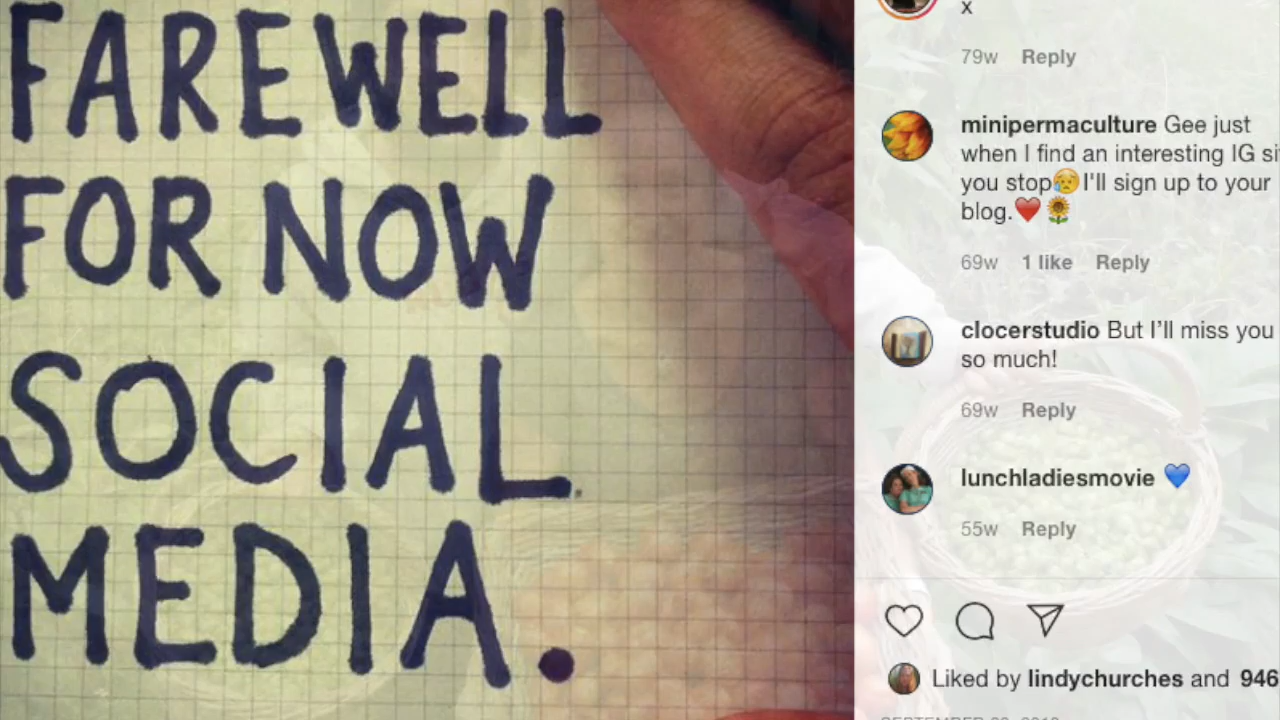 FAREWELL
FOR NOW
SOCIAL
MEDIA.
x
79w Reply
minipermaculture Gee just
when I find an interesting IG si
you stop😥I'll sign up to your
blog.❤️🌻
69w 1 like Reply
clocerstudio But I’ll miss you
so much!
69w Reply
lunchladiesmovie 💙
55w Reply
Liked by lindychurches and 946